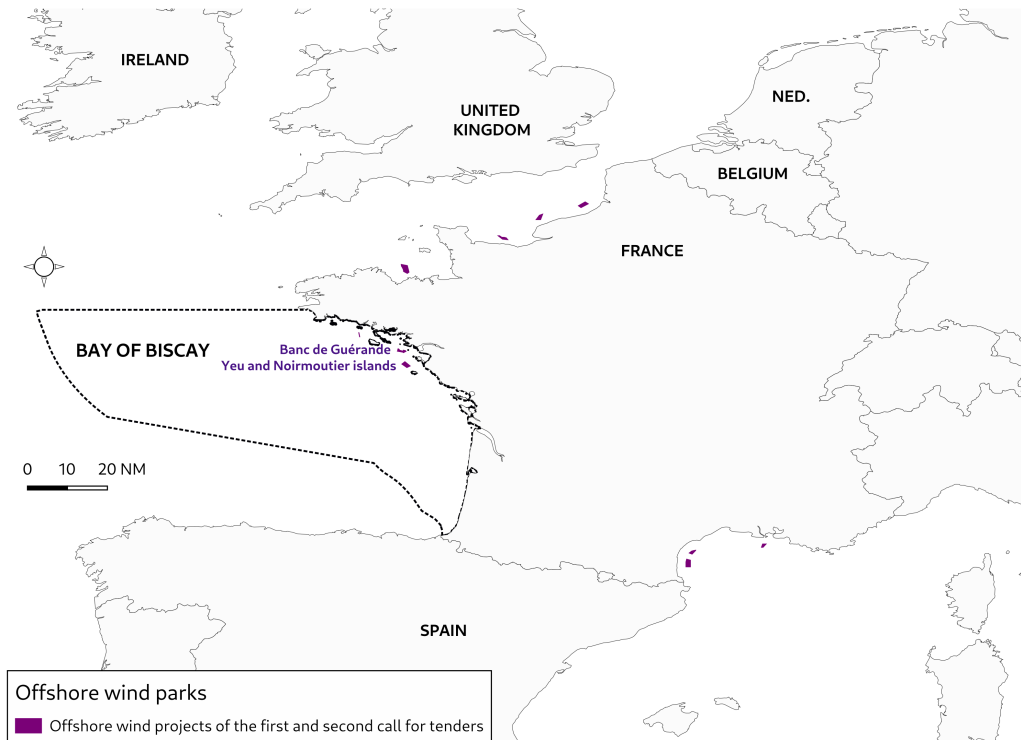 IRELAND
UNITED
KINGDOM
NED.
BELGIUM
FRANCE
BAY OF BISCAY
Banc de Guérande
Yeu and Noirmoutier islands
0 10 20 NM
SPAIN
Offshore wind parks
Offshore wind projects of the first and second call for tenders